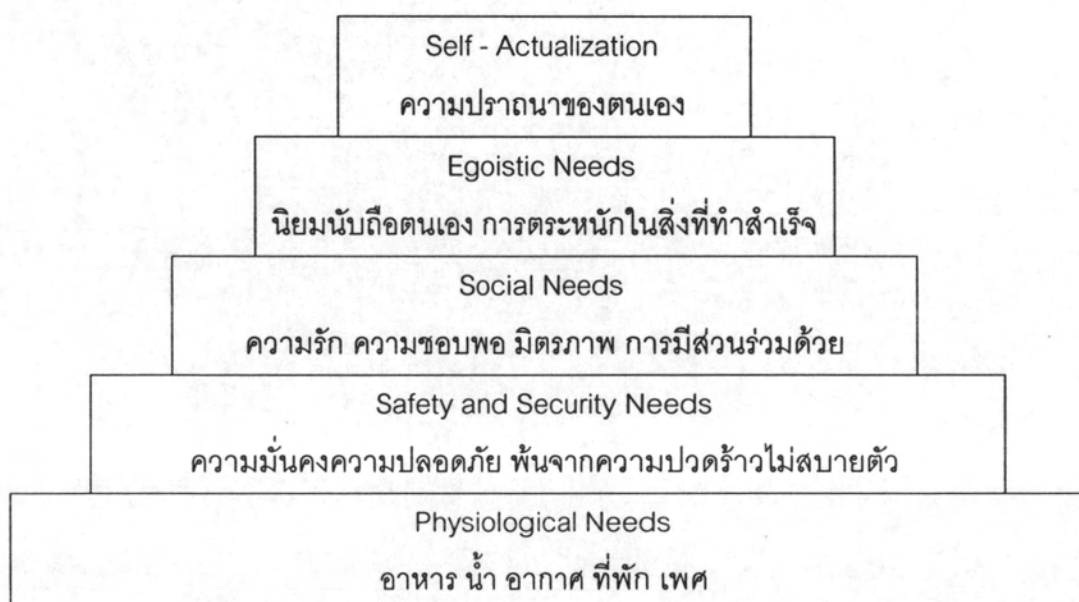 Self - Actualization
ความปราถนาของตนเอง
Egoistic Needs
นิยมนับถือตนเอง การตระหนักในสิ่งที่ทำสำเร็จ
Social Needs
ความรัก ความชอบพอ มิตรภาพ การมีส่วนร่วมด้วย
Safety and Security Needs
ความมั่นคงความปลอดภัย พ้นจากความปวดร้าวไม่สบายตัว
Physiological Needs
อาหาร น้ำ อากาศ ที่พัก เพศ